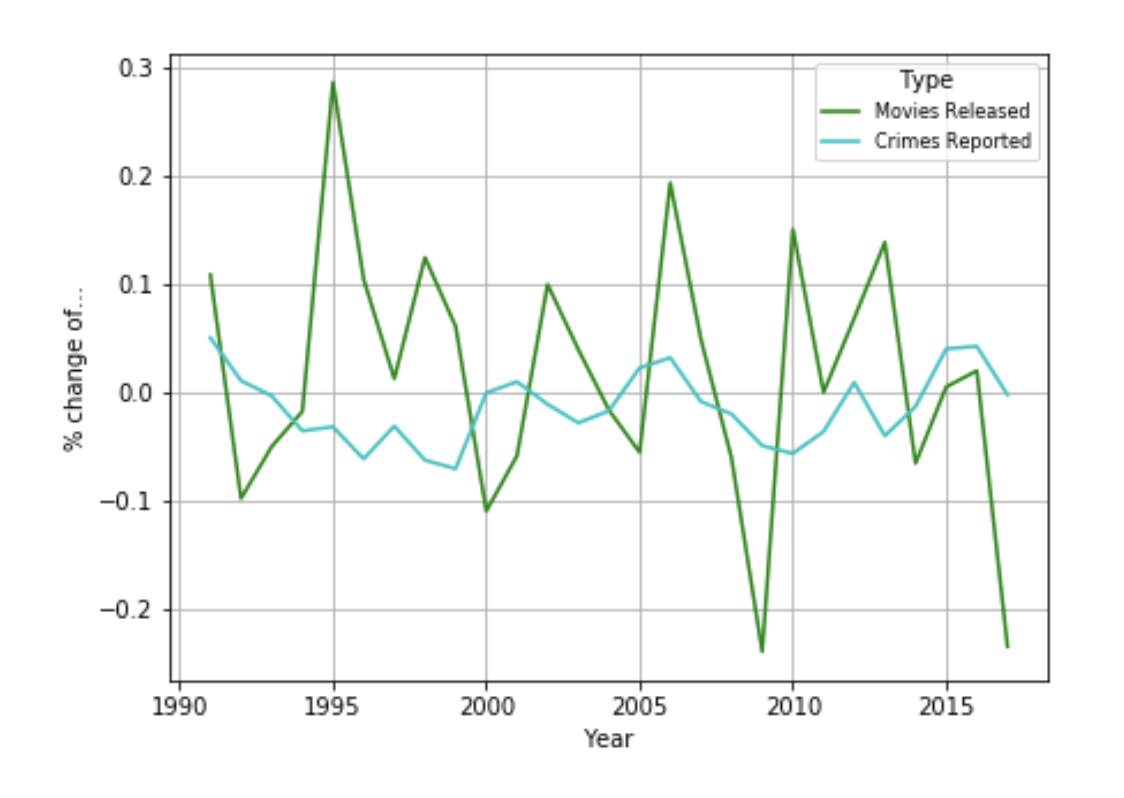 0.3
0.2
0.1
0.0
−0.1
−0.2
% change of...
Type
Movies Released
Crimes Reported
1990 1995 2000 2005 2010 2015
Year